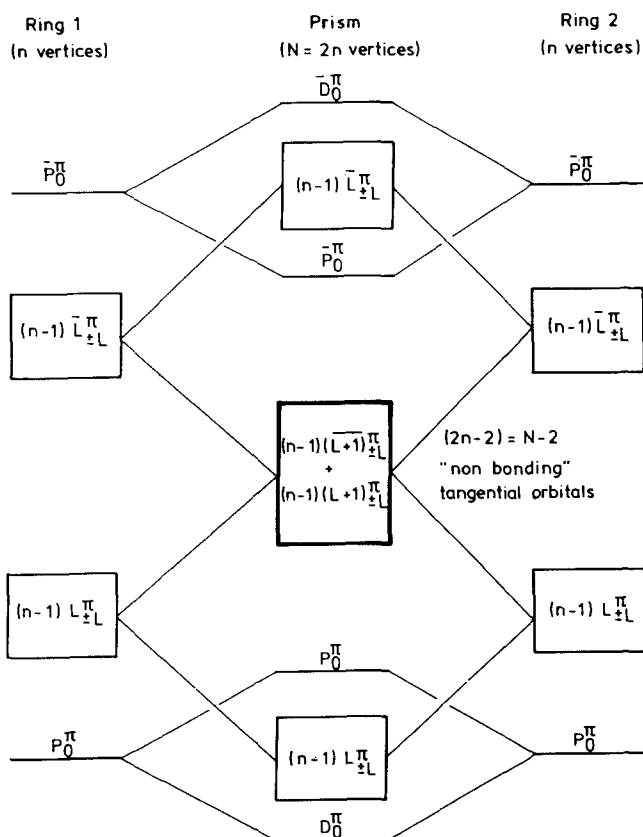 Ring 1
(n vertices)
Prism
(N = 2n vertices)
Ring 2
(n vertices)
D̄₀^π
P̄₀^π
(n-1) L̄^π_±L
P̄₀^π
P̄₀^π
(n-1) L̄^π_±L
(n-1) L̄^π_±L
(n-1)(L+1)̅^π_±L
+
(n-1)(L+1)^π_±L
(2n-2) = N-2
"non bonding"
tangential orbitals
(n-1) L^π_±L
(n-1) L^π_±L
P₀^π
P₀^π
(n-1) L^π_±L
P₀^π
D₀^π